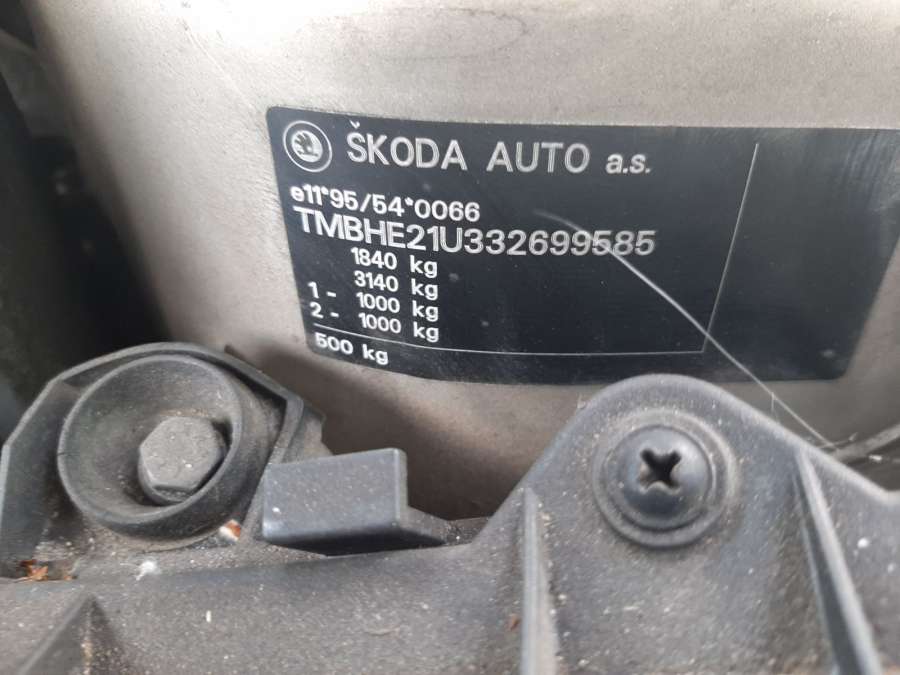 ŠKODA AUTO a.s.
e11*95/54*0066
TMBHE21U332699585
1840 kg
3140 kg
1 - 1000 kg
2 - 1000 kg
500 kg